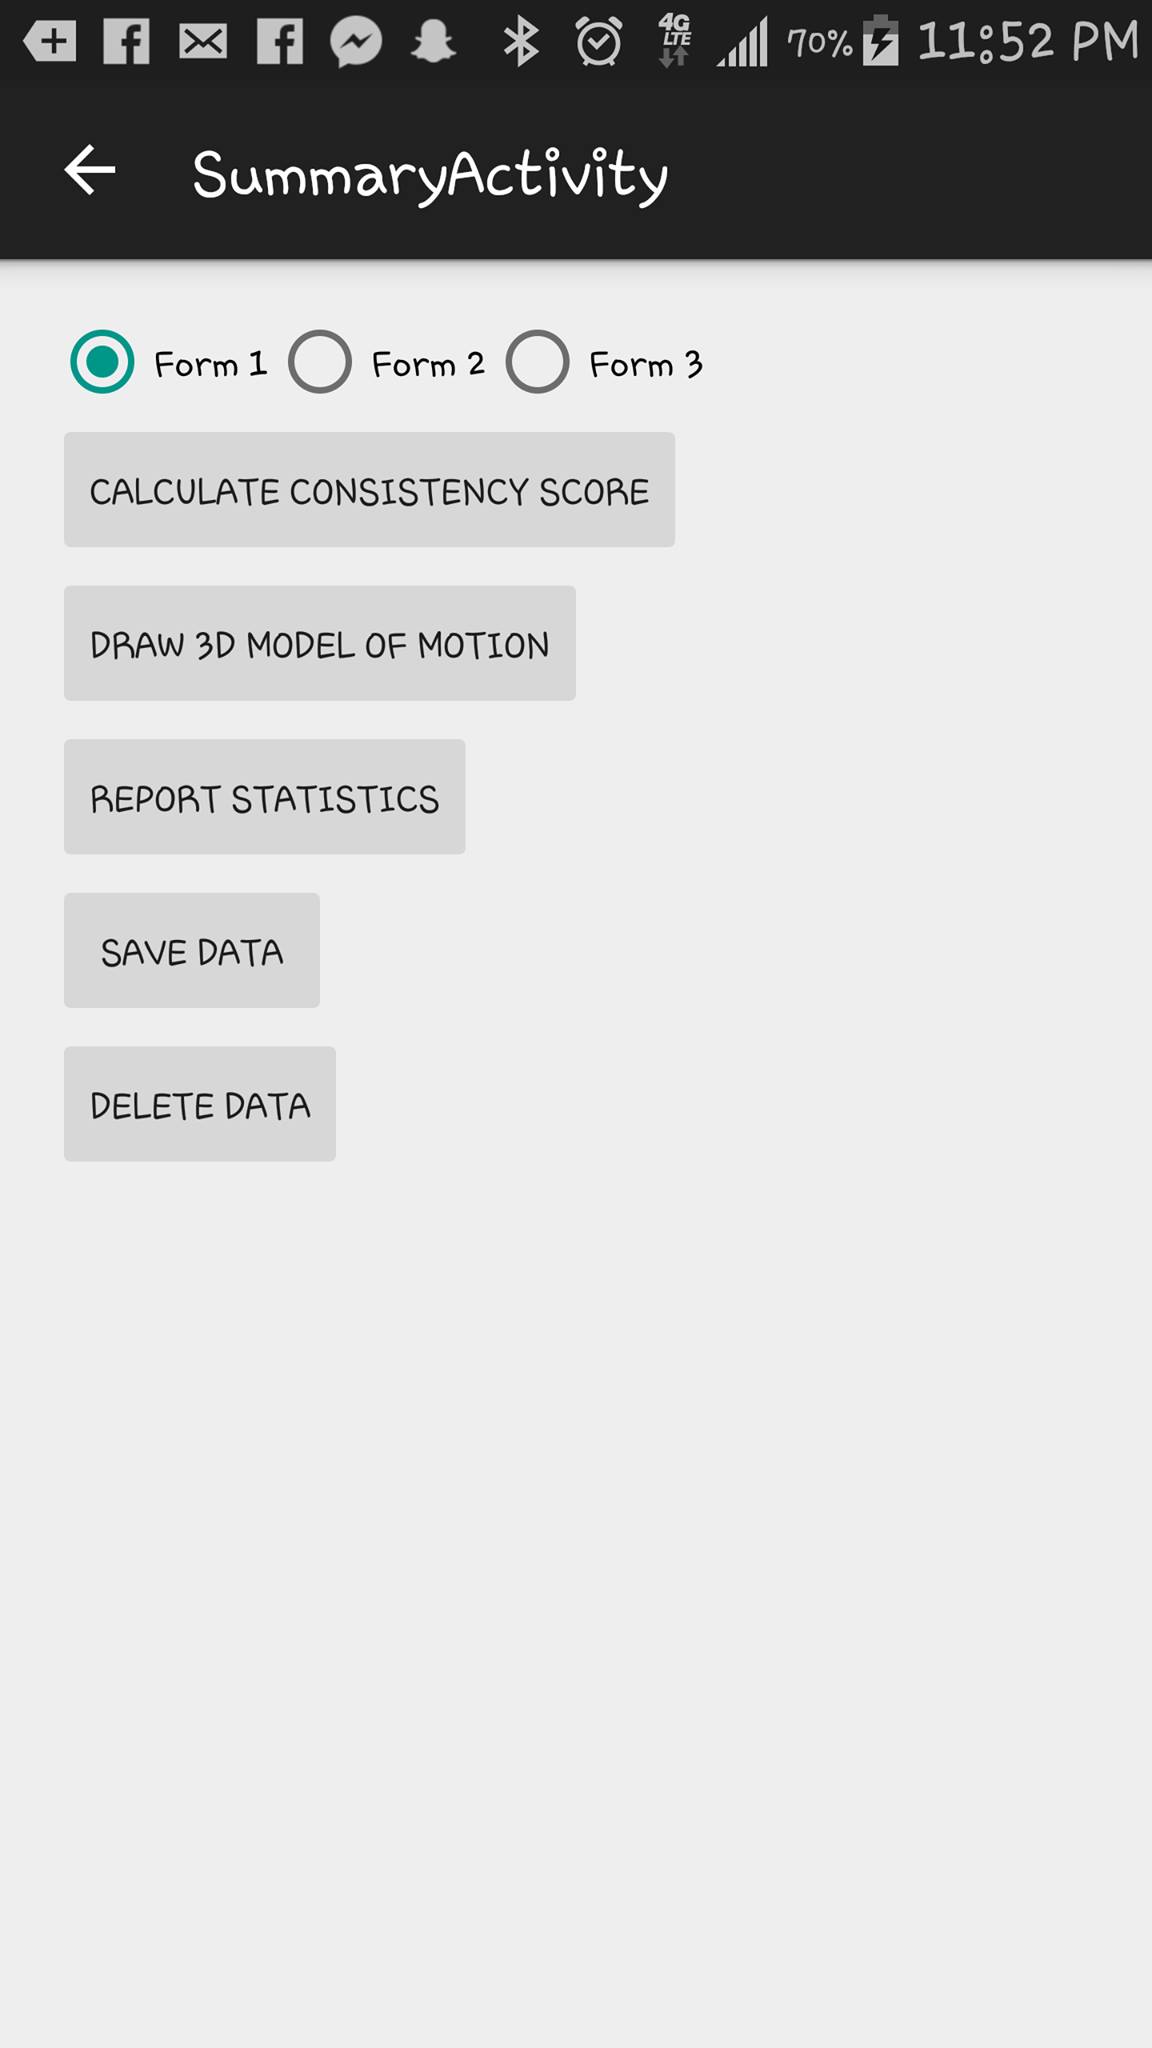 4G LTE 70% 11:52 PM
SummaryActivity
Form 1 Form 2 Form 3
CALCULATE CONSISTENCY SCORE
DRAW 3D MODEL OF MOTION
REPORT STATISTICS
SAVE DATA
DELETE DATA